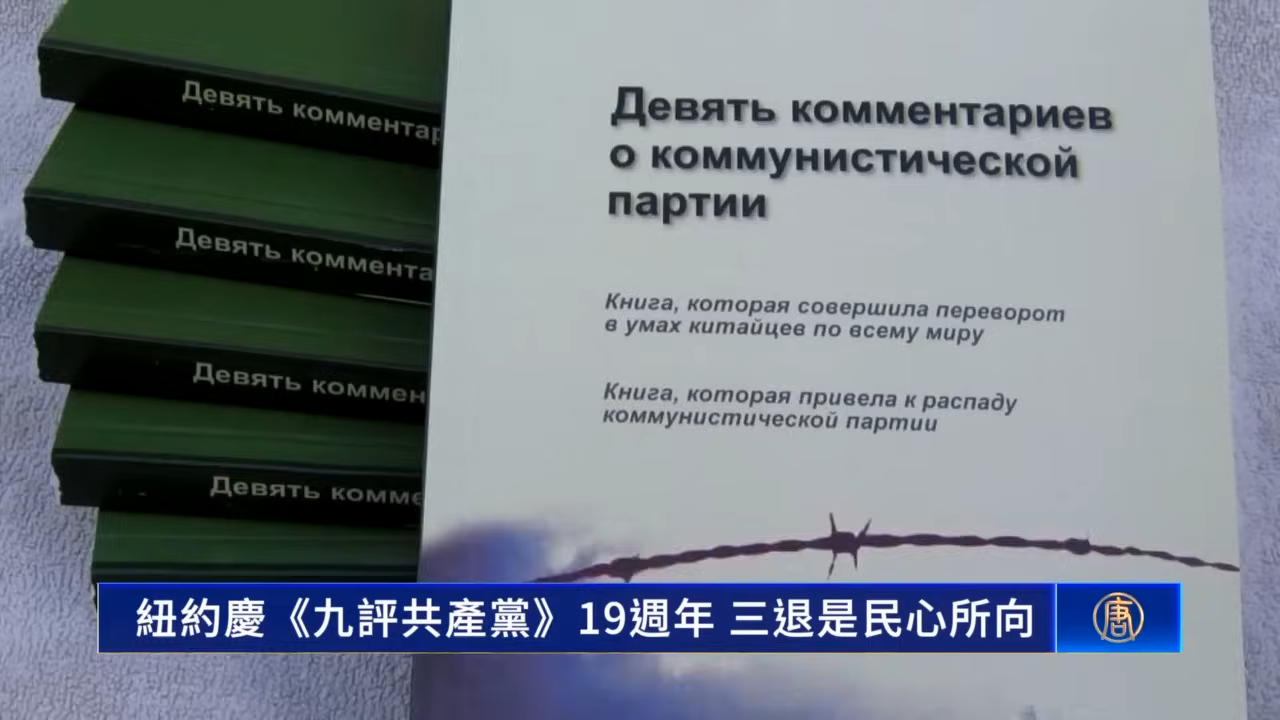 Девять комментар
Девять коммента
Девять коммен
Девять комме
Девять комментариев
о коммунистической
партии
Книга, которая совершила переворот
в умах китайцев по всему миру
Книга, которая привела к распаду
коммунистической партии
紐約慶《九評共產黨》19週年 三退是民心所向
唐